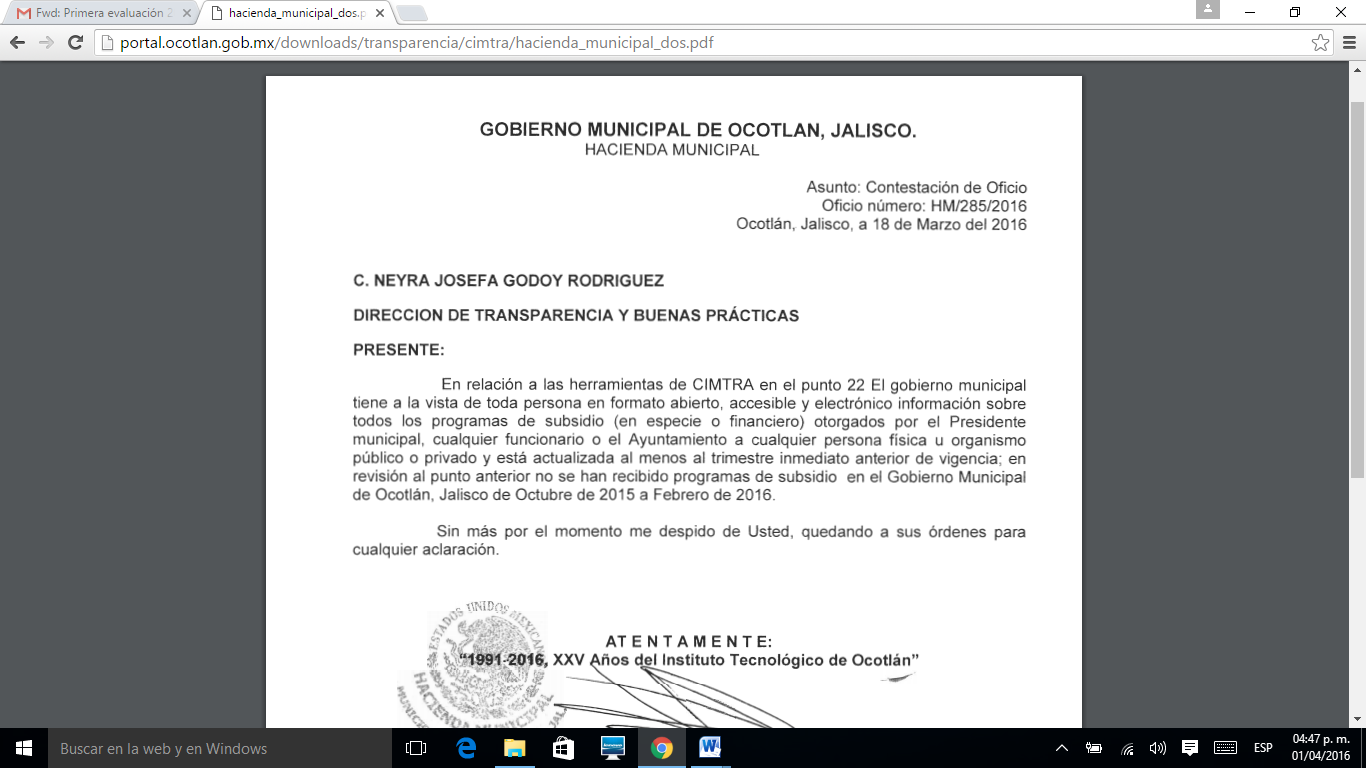 Fwd: Primera evaluación 2
hacienda_municipal_dos.p
portal.ocotlan.gob.mx/downloads/transparencia/cimtra/hacienda_municipal_dos.pdf
GOBIERNO MUNICIPAL DE OCOTLAN, JALISCO.
HACIENDA MUNICIPAL
Asunto: Contestación de Oficio
Oficio número: HM/285/2016
Ocotlán, Jalisco, a 18 de Marzo del 2016
C. NEYRA JOSEFA GODOY RODRIGUEZ
DIRECCION DE TRANSPARENCIA Y BUENAS PRÁCTICAS
PRESENTE:
En relación a las herramientas de CIMTRA en el punto 22 El gobierno municipal
tiene a la vista de toda persona en formato abierto, accesible y electrónico información sobre
todos los programas de subsidio (en especie o financiero) otorgados por el Presidente
municipal, cualquier funcionario o el Ayuntamiento a cualquier persona física u organismo
público o privado y está actualizada al menos al trimestre inmediato anterior de vigencia; en
revisión al punto anterior no se han recibido programas de subsidio en el Gobierno Municipal
de Ocotlán, Jalisco de Octubre de 2015 a Febrero de 2016.
Sin más por el momento me despido de Usted, quedando a sus órdenes para
cualquier aclaración.
ESTADOS UNIDOS MEXICAN
A T E N T A M E N T E:
“1991-2016, XXV Años del Instituto Tecnológico de Ocotlán”
HACIENDA MUNICIPAL
Buscar en la web y en Windows
ESP
04:47 p. m.
01/04/2016